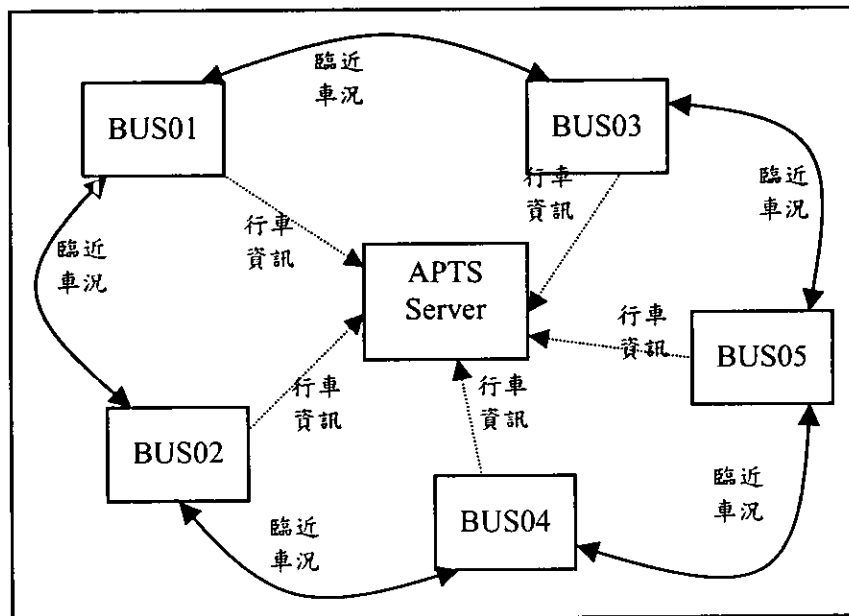 臨近
車況
BUS01
BUS03
行車
資訊
臨近
車況
行車
資訊
臨近
車況
APTS
Server
行車
資訊
BUS05
行車
資訊
行車
資訊
BUS02
BUS04
臨近
車況
臨近
車況